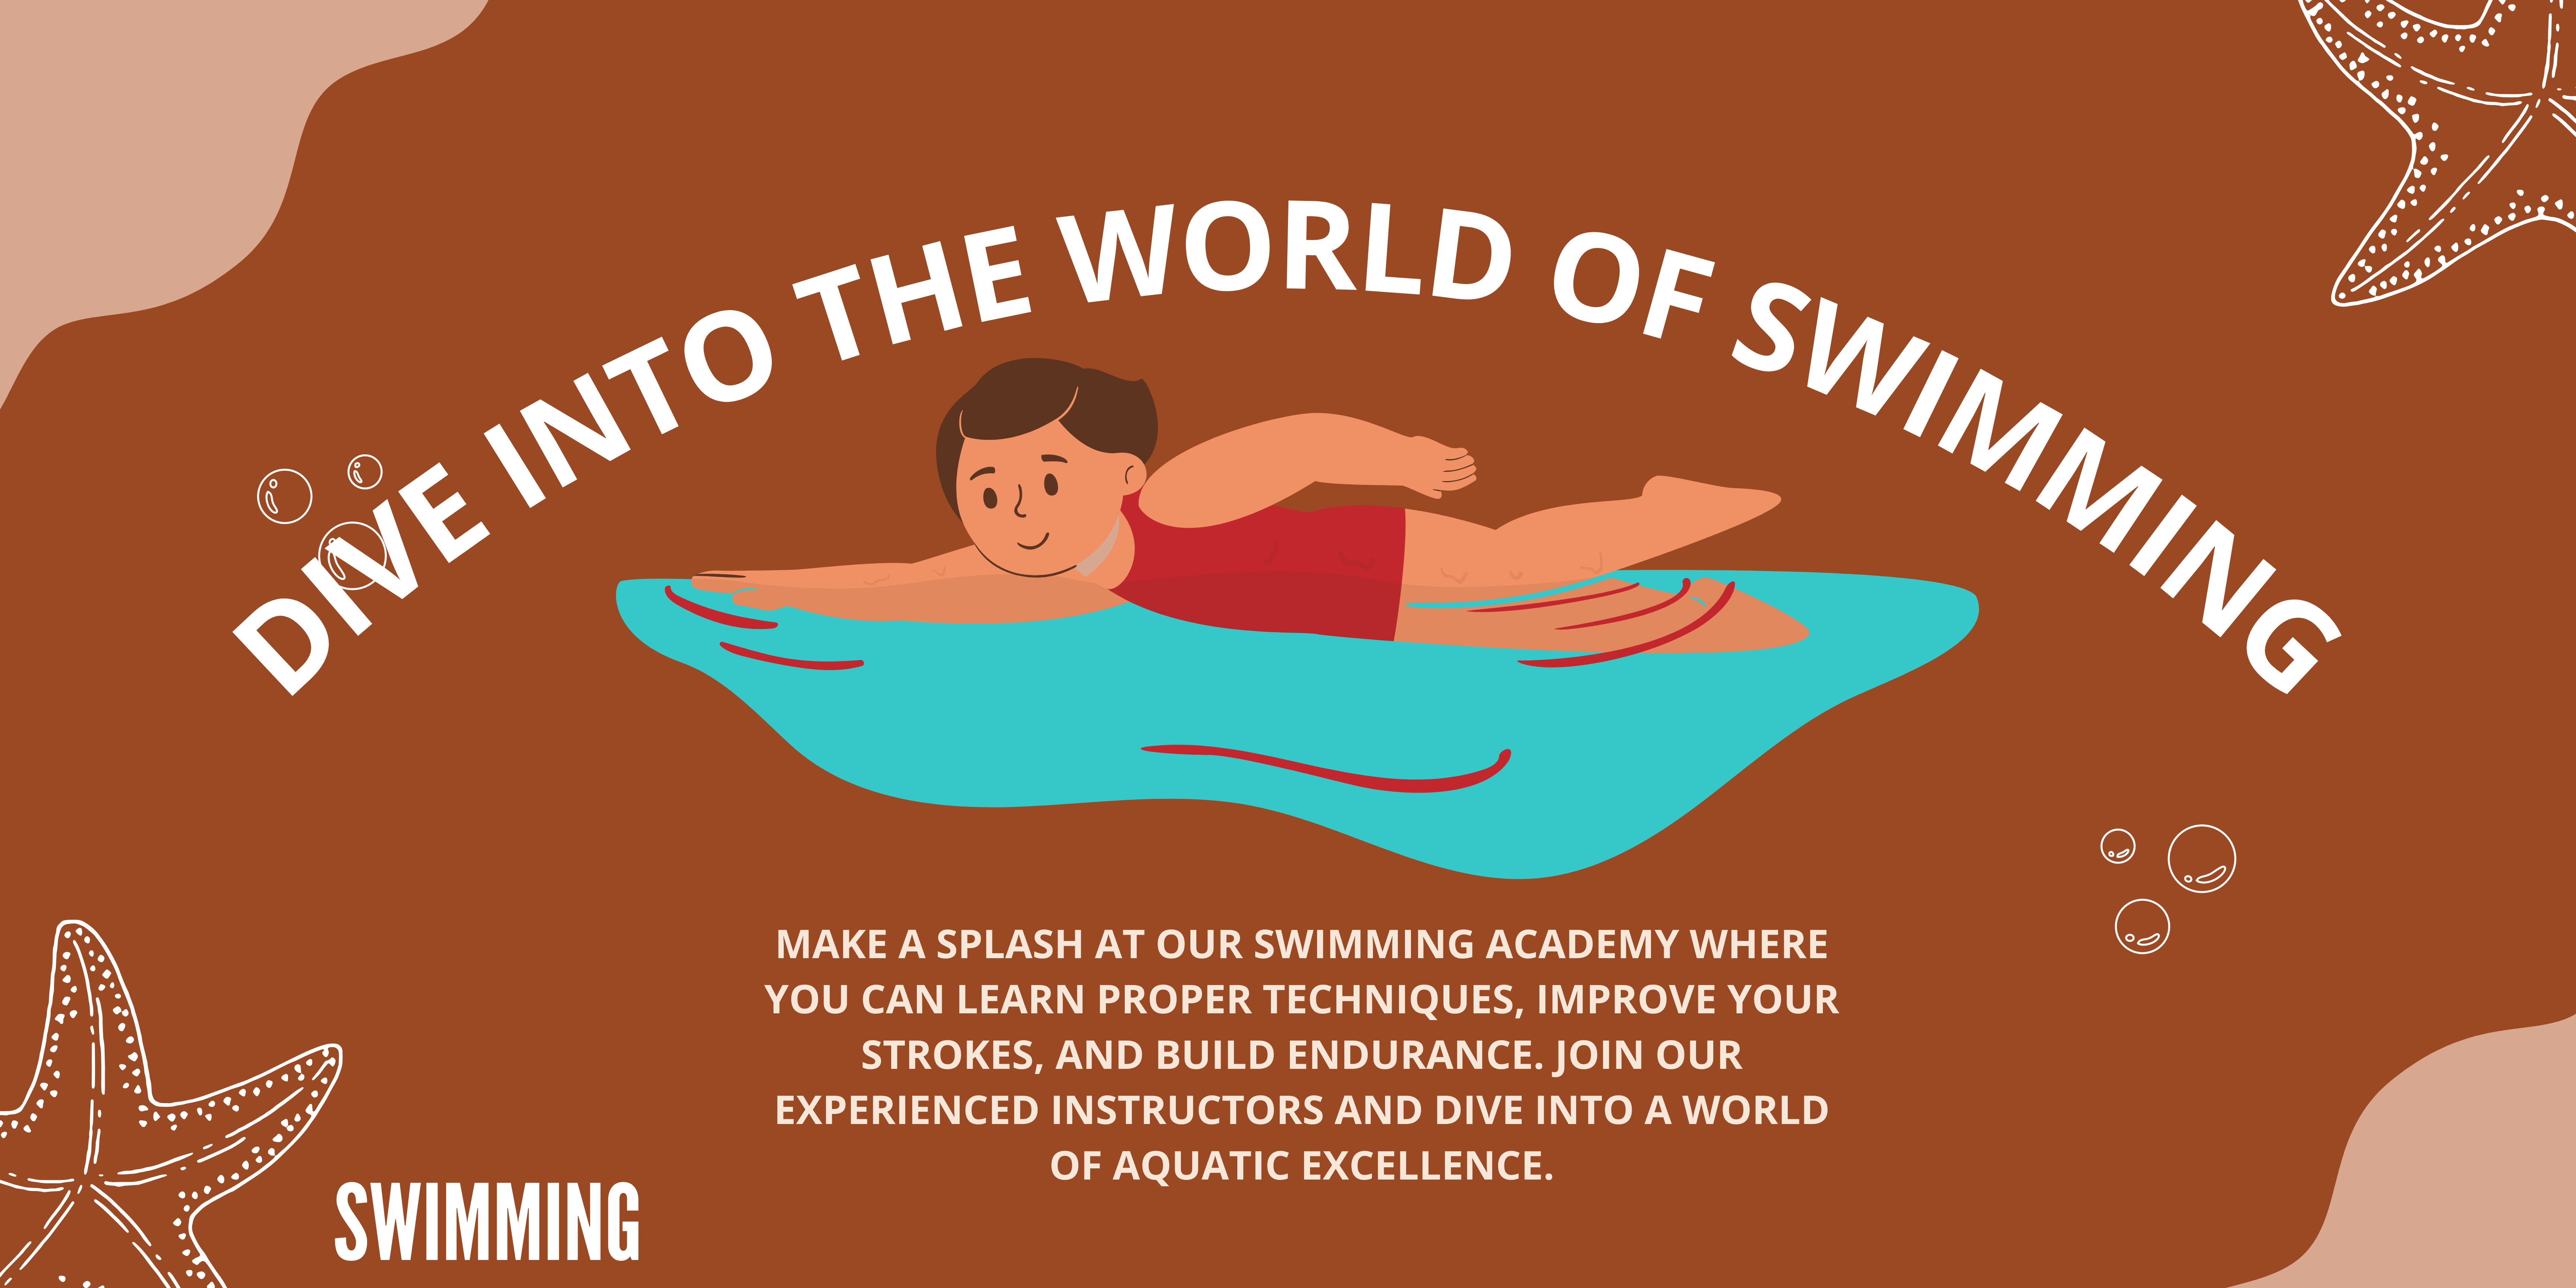 DIVE INTO THE WORLD OF SWIMMING
MAKE A SPLASH AT OUR SWIMMING ACADEMY WHERE
YOU CAN LEARN PROPER TECHNIQUES, IMPROVE YOUR
STROKES, AND BUILD ENDURANCE. JOIN OUR
EXPERIENCED INSTRUCTORS AND DIVE INTO A WORLD
OF AQUATIC EXCELLENCE.
SWIMMING